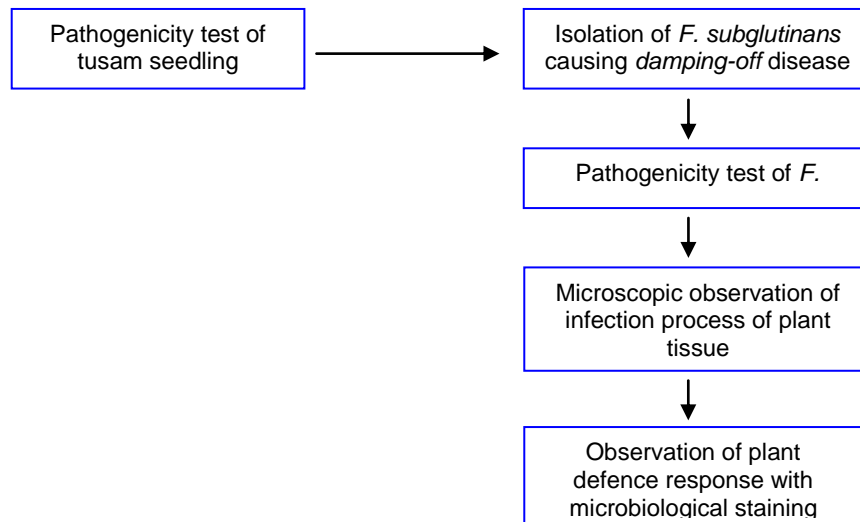 Pathogenicity test of
tusam seedling
Isolation of F. subglutinans
causing damping-off disease
Pathogenicity test of F.
Microscopic observation of
infection process of plant
tissue
Observation of plant
defence response with
microbiological staining